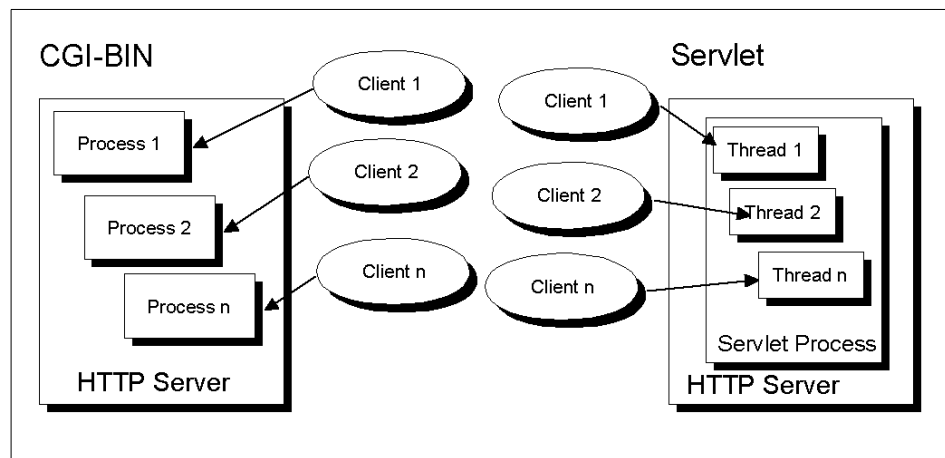 CGI-BIN
Client 1
Process 1
Client 2
Process 2
Client n
Process n
HTTP Server
Servlet
Client 1
Thread 1
Client 2
Thread 2
Client n
Thread n
Servlet Process
HTTP Server